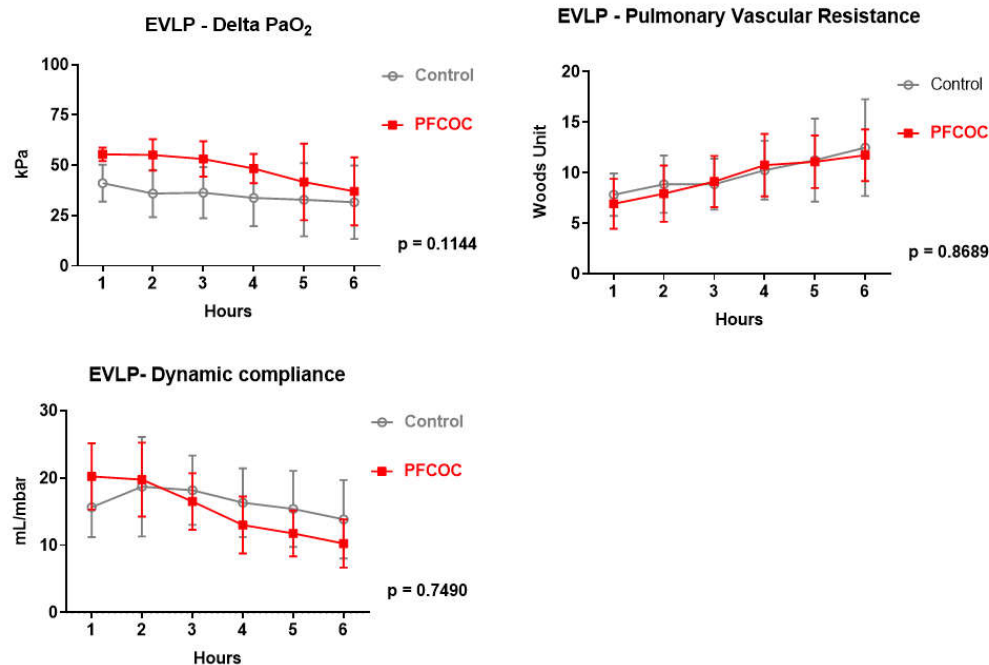 EVLP - Delta PaO₂
100
75
50
25
0
kPa
1 2 3 4 5 6
Hours
Control
PFCOC
p = 0.1144
EVLP - Pulmonary Vascular Resistance
20
15
10
5
0
Woods Unit
1 2 3 4 5 6
Hours
Control
PFCOC
p = 0.8689
EVLP- Dynamic compliance
30
20
10
0
mL/mbar
1 2 3 4 5 6
Hours
Control
PFCOC
p = 0.7490